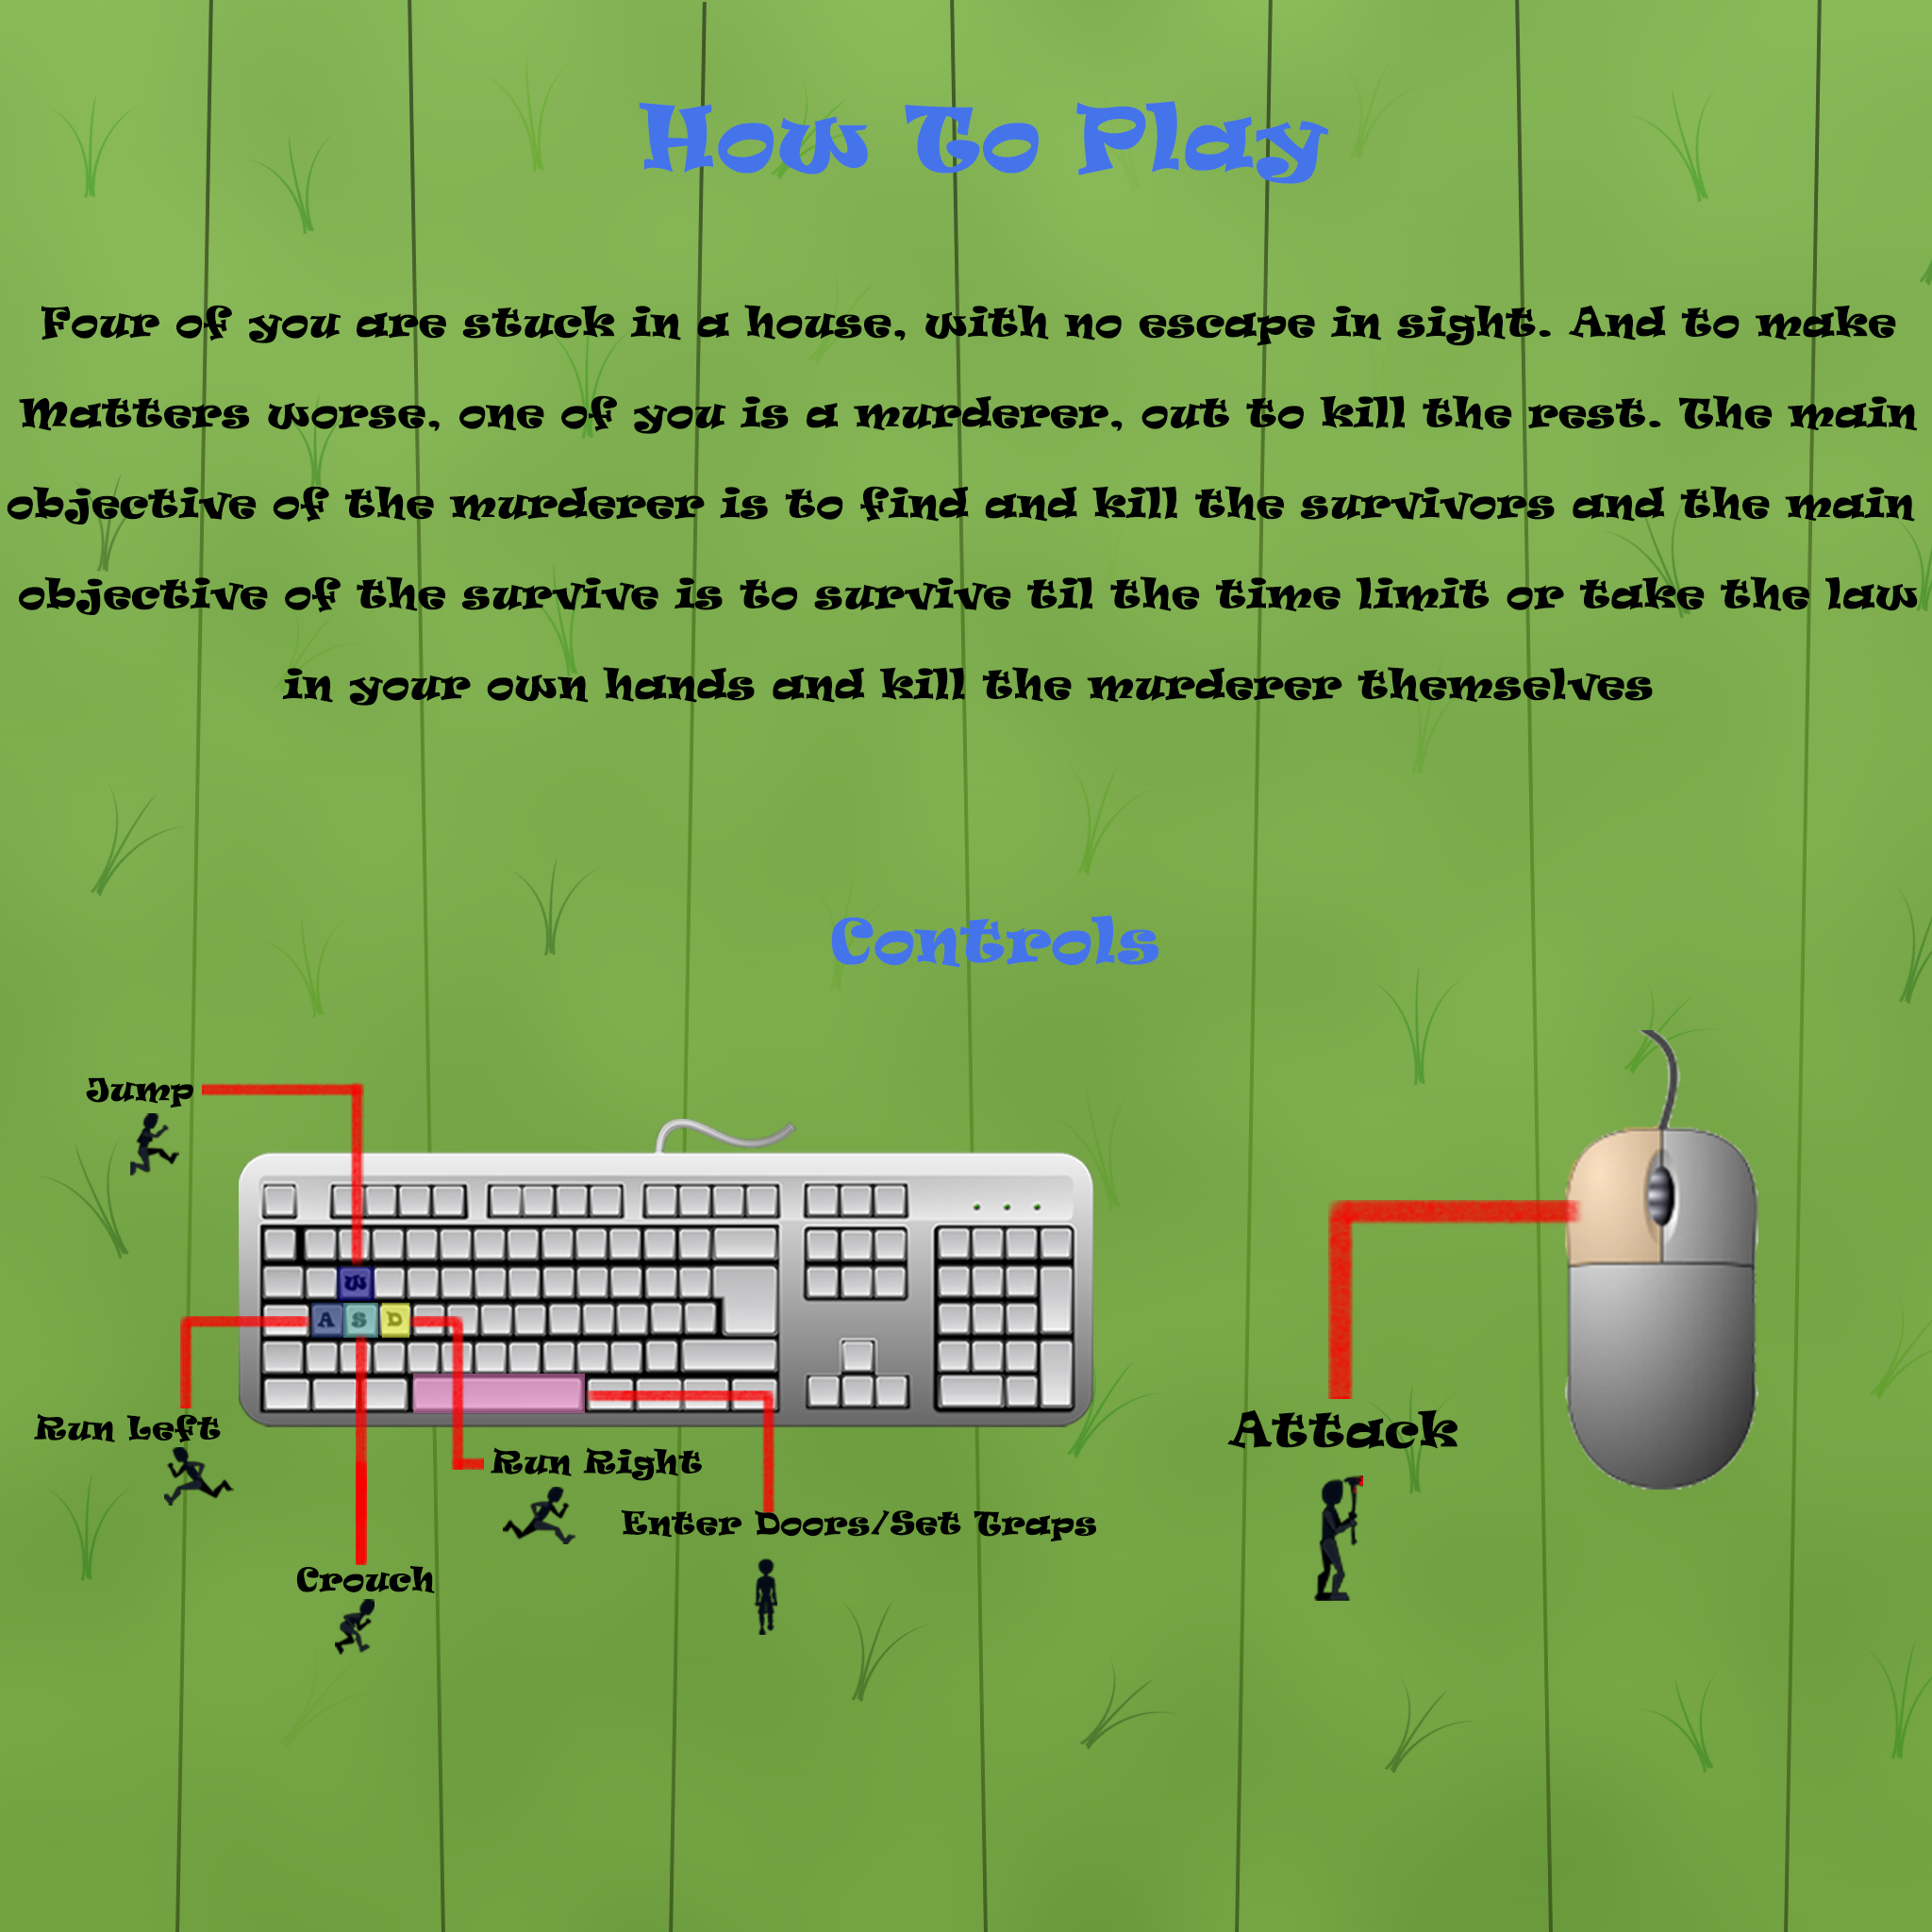 How To Play
Four of you are stuck in a house, with no escape in sight. And to make
Matters worse, one of you is a murderer, out to kill the rest. The main
objective of the murderer is to find and kill the survivors and the main
objective of the survive is to survive til the time limit or take the law
in your own hands and kill the murderer themselves
Controls
Jump
W
A S D
Run Left
Run Right
Attack
Enter Doors/Set Traps
Crouch